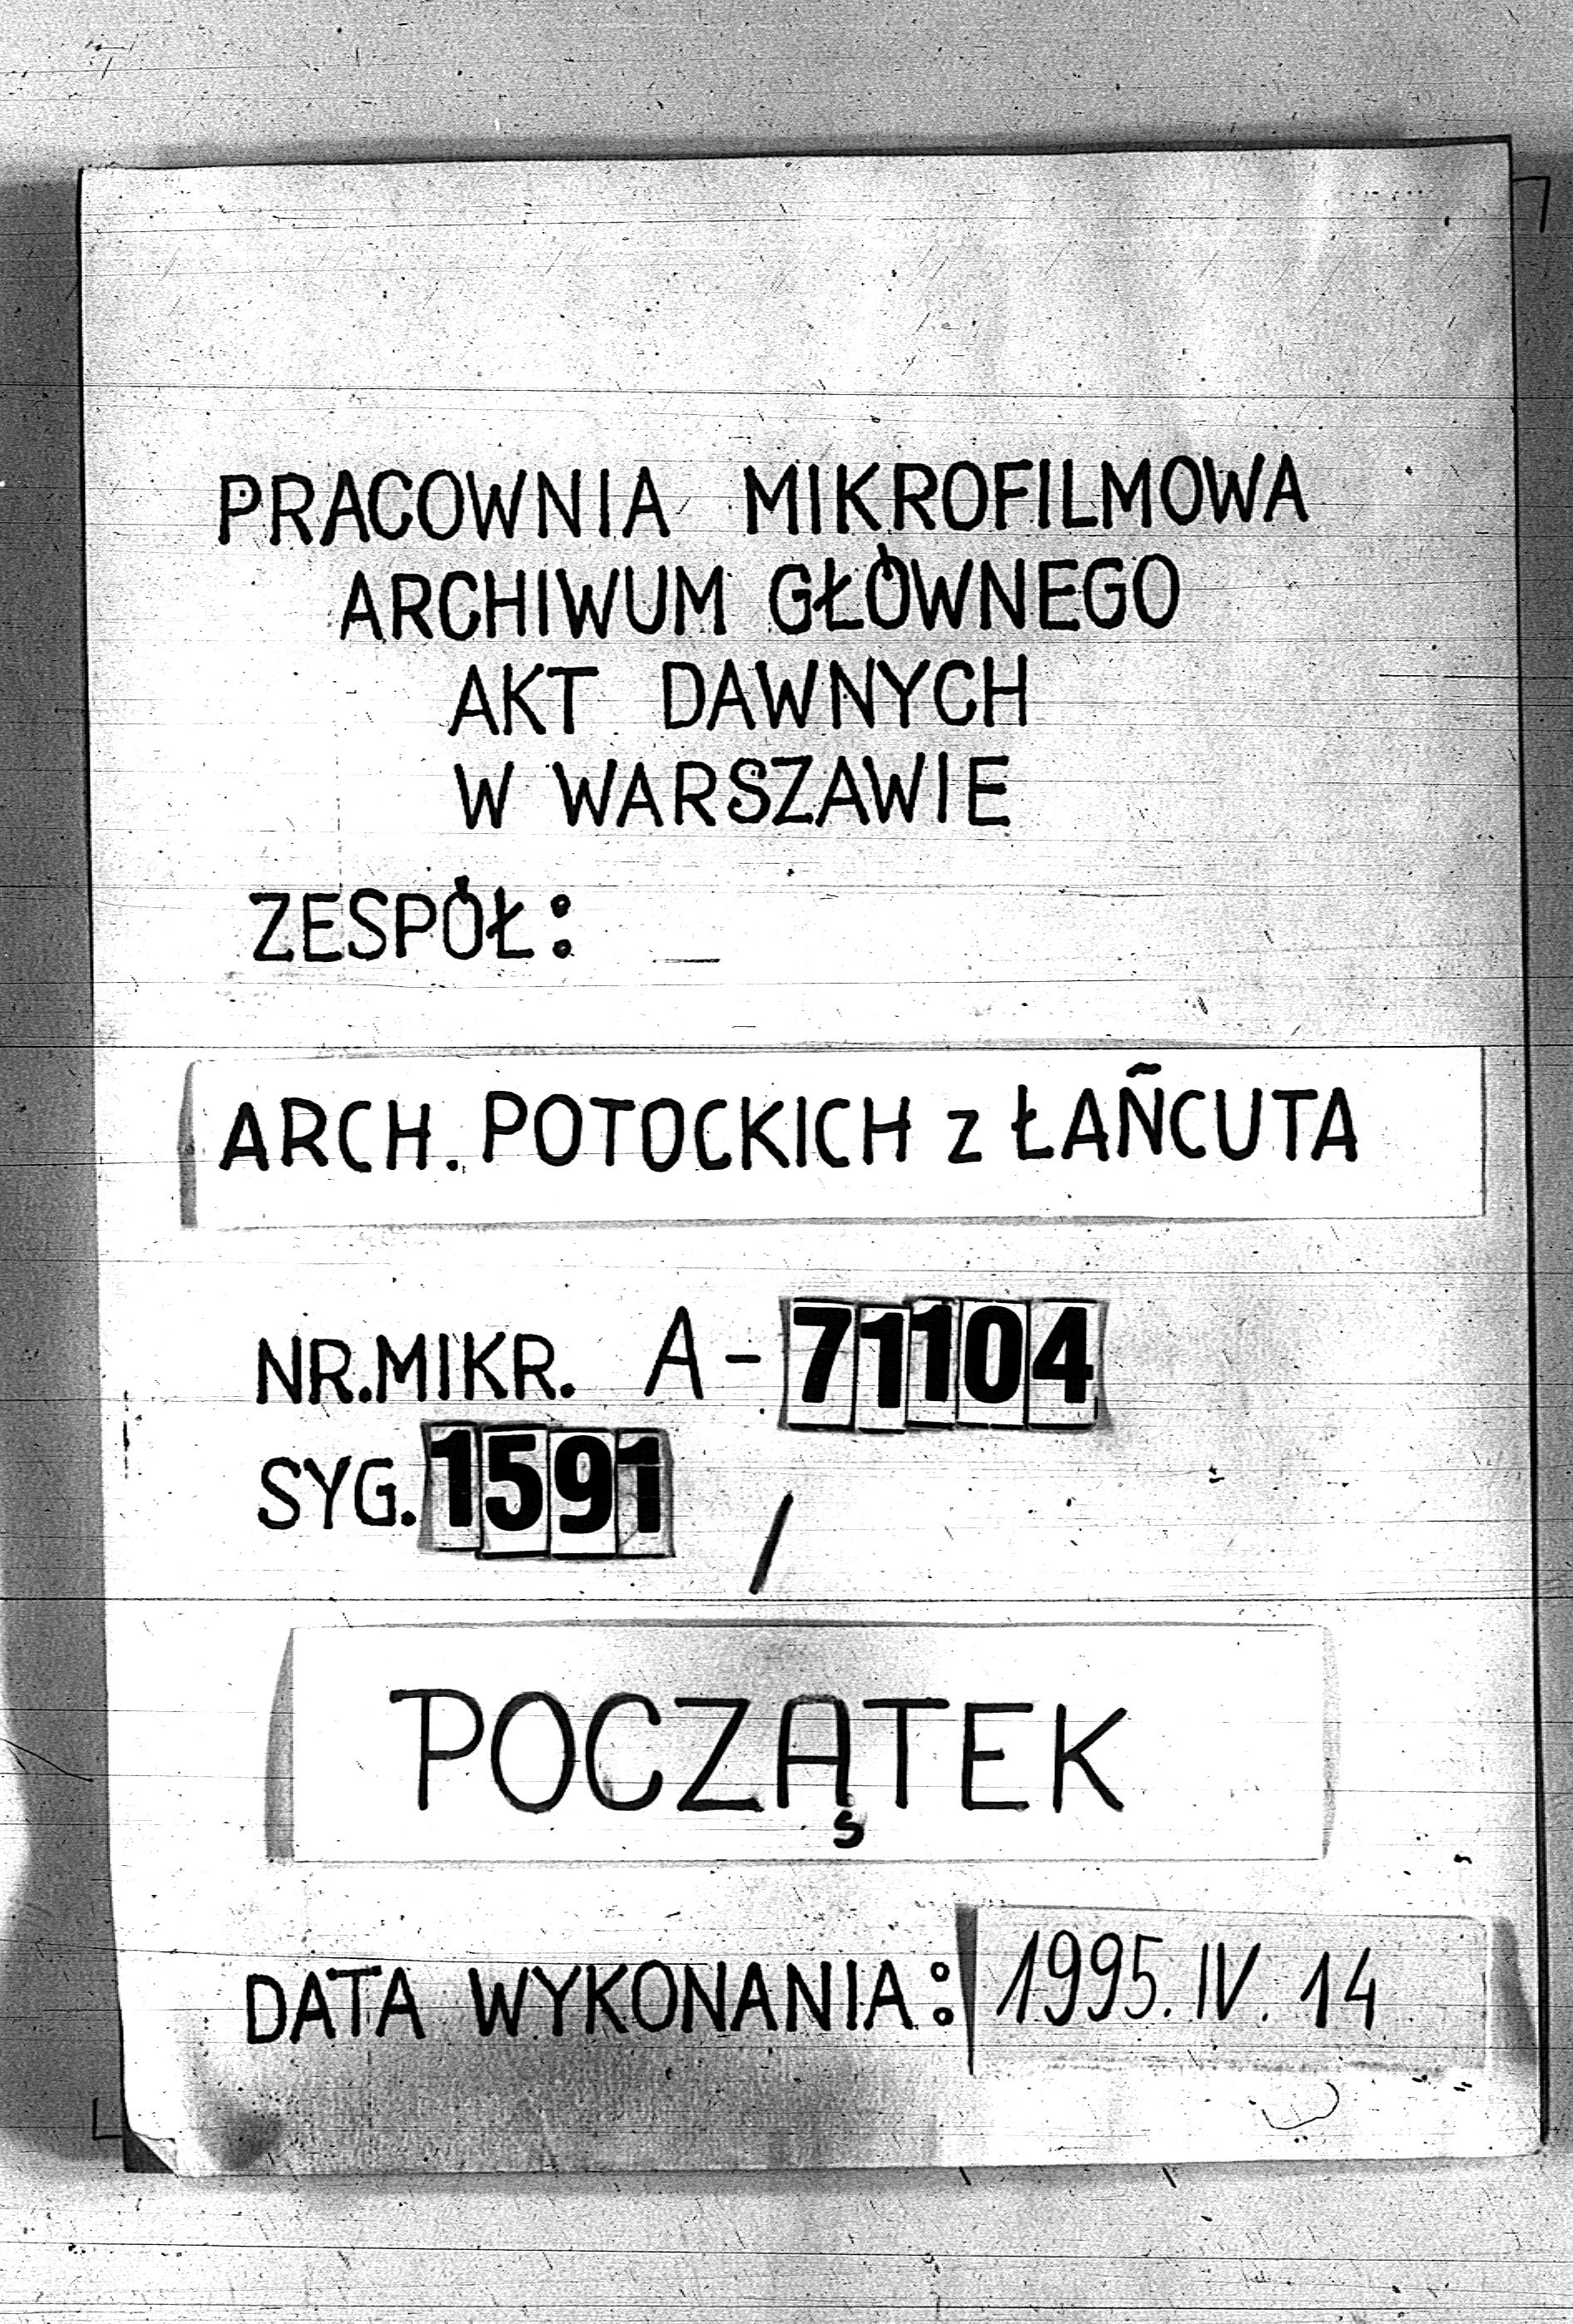 PRACOWNIA MIKROFILMOWA
ARCHIWUM GŁÓWNEGO
AKT DAWNYCH
W WARSZAWIE
ZESPÓŁ:
ARCH. POTOCKICH z ŁAŃCUTA
NR.MIKR. A-71104
SYG. 1591 /
POCZĄTEK
DATA WYKONANIA: 1995.IV.14